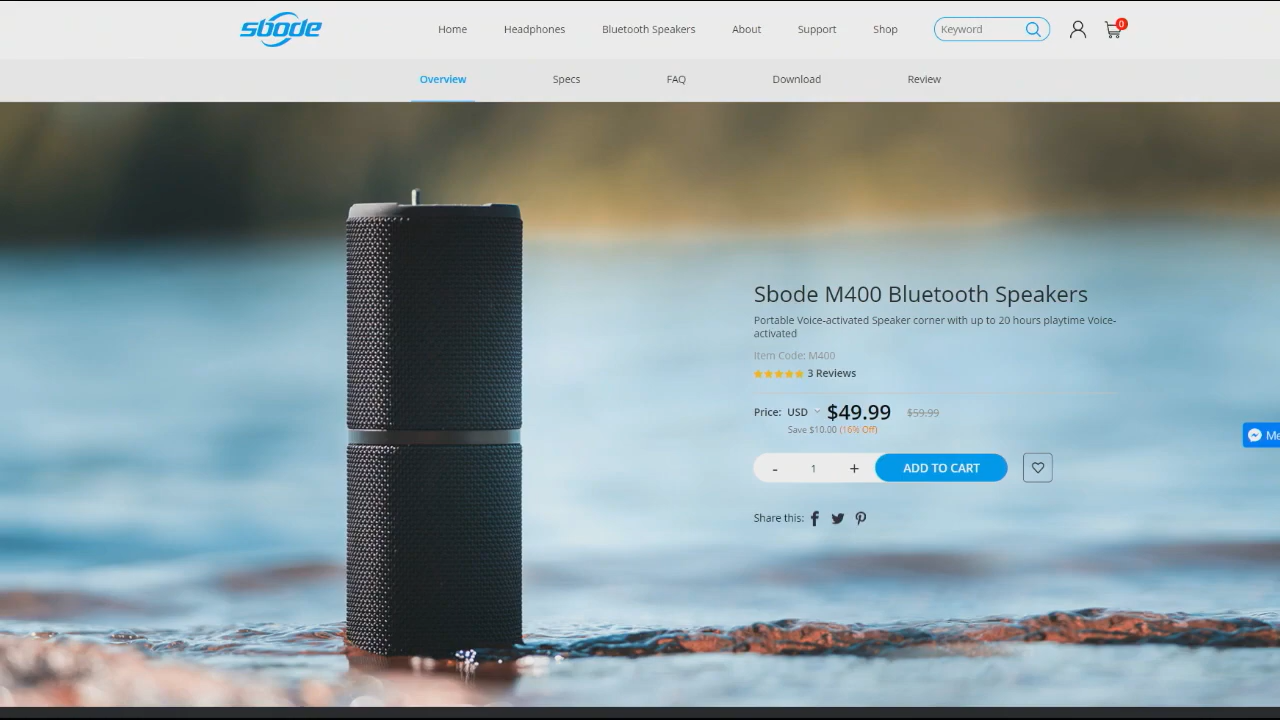 sbode
Home Headphones Bluetooth Speakers About Support Shop Keyword 0
Overview Specs FAQ Download Review
Sbode M400 Bluetooth Speakers
Portable Voice-activated Speaker corner with up to 20 hours playtime Voice-
activated
Item Code: M400
3 Reviews
Price: USD $49.99 $59.99
Save $10.00 (16% Off)
- 1 + ADD TO CART
Share this:
Me